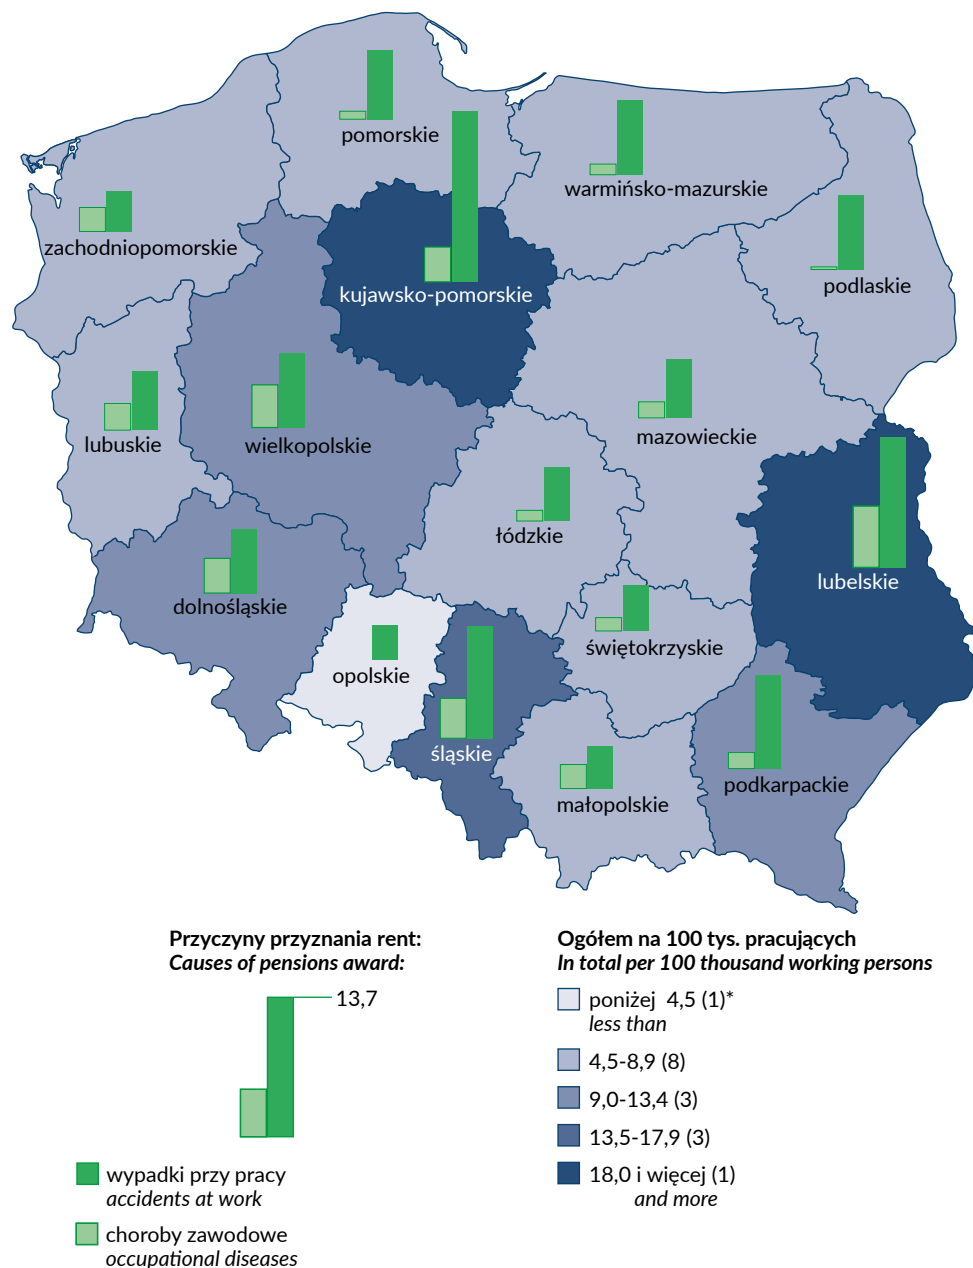 pomorskie
warmińsko-mazurskie
zachodniopomorskie
podlaskie
kujawsko-pomorskie
lubuskie
wielkopolskie
mazowieckie
łódzkie
lubelskie
dolnośląskie
świętokrzyskie
opolskie
śląskie
podkarpackie
małopolskie
Przyczyny przyznania rent:
Causes of pensions award:
13,7
wypadki przy pracy
accidents at work
choroby zawodowe
occupational diseases
Ogółem na 100 tys. pracujących
In total per 100 thousand working persons
poniżej 4,5 (1)*
less than
4,5-8,9 (8)
9,0-13,4 (3)
13,5-17,9 (3)
18,0 i więcej (1)
and more